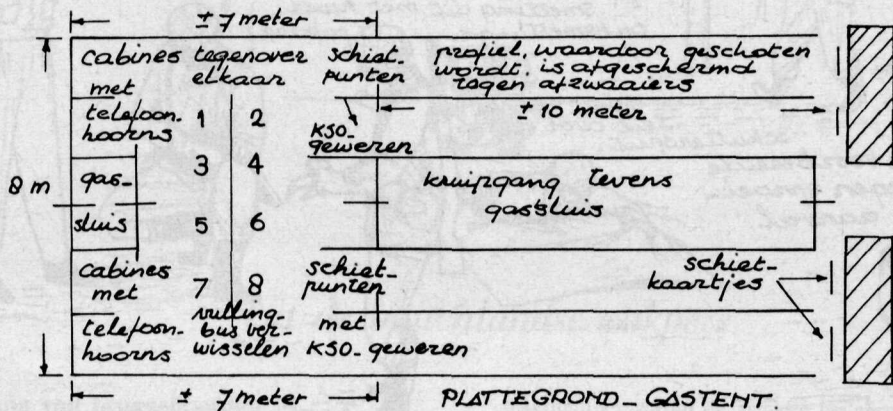 ± 7 meter
cabines tegenover
elkaar
met
telefoon-
hoorns
schiet-
punten
profiel, waardoor geschoten
wordt, is afgeschermd
tegen afzwaaiers
± 10 meter
KSO-
geweren
1 2
3 4
5 6
7 8
8 m
gas-
sluis
kruipgang tevens
gassluis
cabines
met
telefoon-
hoorns
vulling-
bus ver-
wisselen
schiet-
punten
met
KSO-geweren
schiet-
kaartjes
± 7 meter
PLATTEGROND - GASTENT.